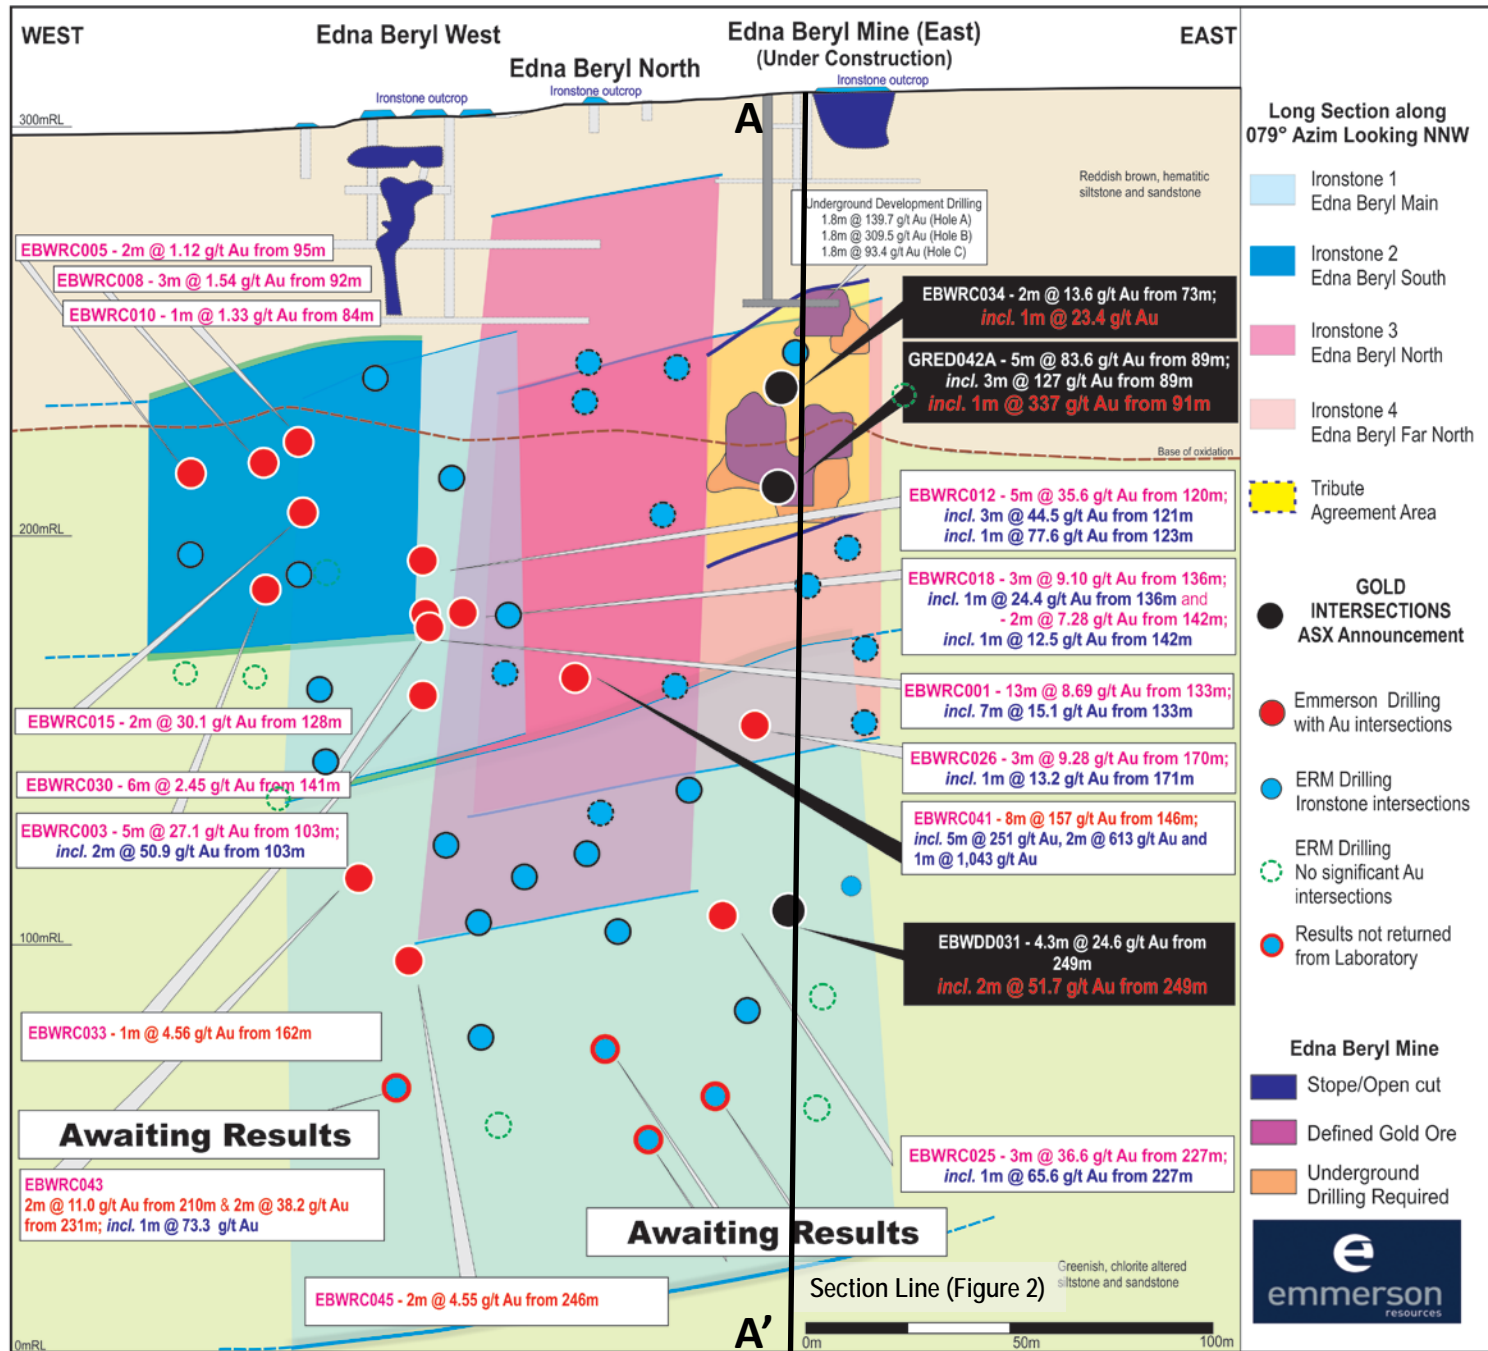 WEST
Edna Beryl West
Edna Beryl North
Edna Beryl Mine (East)
(Under Construction)
EAST
Ironstone outcrop
Ironstone outcrop
Ironstone outcrop
300mRL
A
Reddish brown, hematitic
siltstone and sandstone
Underground Development Drilling
1.8m @ 139.7 g/t Au (Hole A)
1.8m @ 309.5 g/t Au (Hole B)
1.8m @ 93.4 g/t Au (Hole C)
EBWRC005 - 2m @ 1.12 g/t Au from 95m
EBWRC008 - 3m @ 1.54 g/t Au from 92m
EBWRC010 - 1m @ 1.33 g/t Au from 84m
EBWRC034 - 2m @ 13.6 g/t Au from 73m;
incl. 1m @ 23.4 g/t Au
GRED042A - 5m @ 83.6 g/t Au from 89m;
incl. 3m @ 127 g/t Au from 89m
incl. 1m @ 337 g/t Au from 91m
Base of oxidation
EBWRC012 - 5m @ 35.6 g/t Au from 120m;
incl. 3m @ 44.5 g/t Au from 121m
incl. 1m @ 77.6 g/t Au from 123m
200mRL
EBWRC018 - 3m @ 9.10 g/t Au from 136m;
incl. 1m @ 24.4 g/t Au from 136m and
- 2m @ 7.28 g/t Au from 142m;
incl. 1m @ 12.5 g/t Au from 142m
EBWRC001 - 13m @ 8.69 g/t Au from 133m;
incl. 7m @ 15.1 g/t Au from 133m
EBWRC015 - 2m @ 30.1 g/t Au from 128m
EBWRC026 - 3m @ 9.28 g/t Au from 170m;
incl. 1m @ 13.2 g/t Au from 171m
EBWRC030 - 6m @ 2.45 g/t Au from 141m
EBWRC003 - 5m @ 27.1 g/t Au from 103m;
incl. 2m @ 50.9 g/t Au from 103m
EBWRC041 - 8m @ 157 g/t Au from 146m;
incl. 5m @ 251 g/t Au, 2m @ 613 g/t Au and
1m @ 1,043 g/t Au
100mRL
EBWDD031 - 4.3m @ 24.6 g/t Au from
249m
incl. 2m @ 51.7 g/t Au from 249m
EBWRC033 - 1m @ 4.56 g/t Au from 162m
Awaiting Results
EBWRC025 - 3m @ 36.6 g/t Au from 227m;
incl. 1m @ 65.6 g/t Au from 227m
EBWRC043
2m @ 11.0 g/t Au from 210m & 2m @ 38.2 g/t Au
from 231m; incl. 1m @ 73.3 g/t Au
Awaiting Results
EBWRC045 - 2m @ 4.55 g/t Au from 246m
Greenish, chlorite altered
siltstone and sandstone
Section Line (Figure 2)
A'
0mRL
0m
50m
100m
Long Section along
079° Azim Looking NNW
Ironstone 1
Edna Beryl Main
Ironstone 2
Edna Beryl South
Ironstone 3
Edna Beryl North
Ironstone 4
Edna Beryl Far North
Tribute
Agreement Area
GOLD
INTERSECTIONS
ASX Announcement
Emmerson Drilling
with Au intersections
ERM Drilling
Ironstone intersections
ERM Drilling
No significant Au
intersections
Results not returned
from Laboratory
Edna Beryl Mine
Stope/Open cut
Defined Gold Ore
Underground
Drilling Required
emmerson
resources